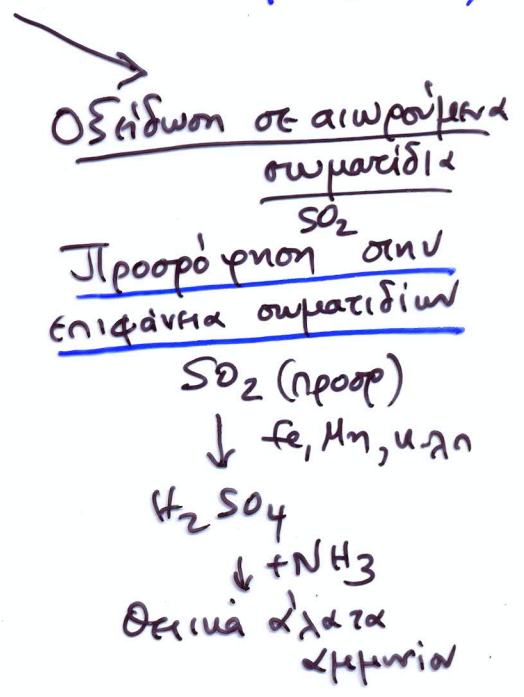 Οξείδωση σε αιωρούμενα
σωματίδια
SO2
Προσρόφηση στην
επιφάνεια σωματιδίων
SO2 (προσρ)
↓ Fe, Mn, κ.λπ
H2SO4
↓ +NH3
Θειικά άλατα
αμμωνίου